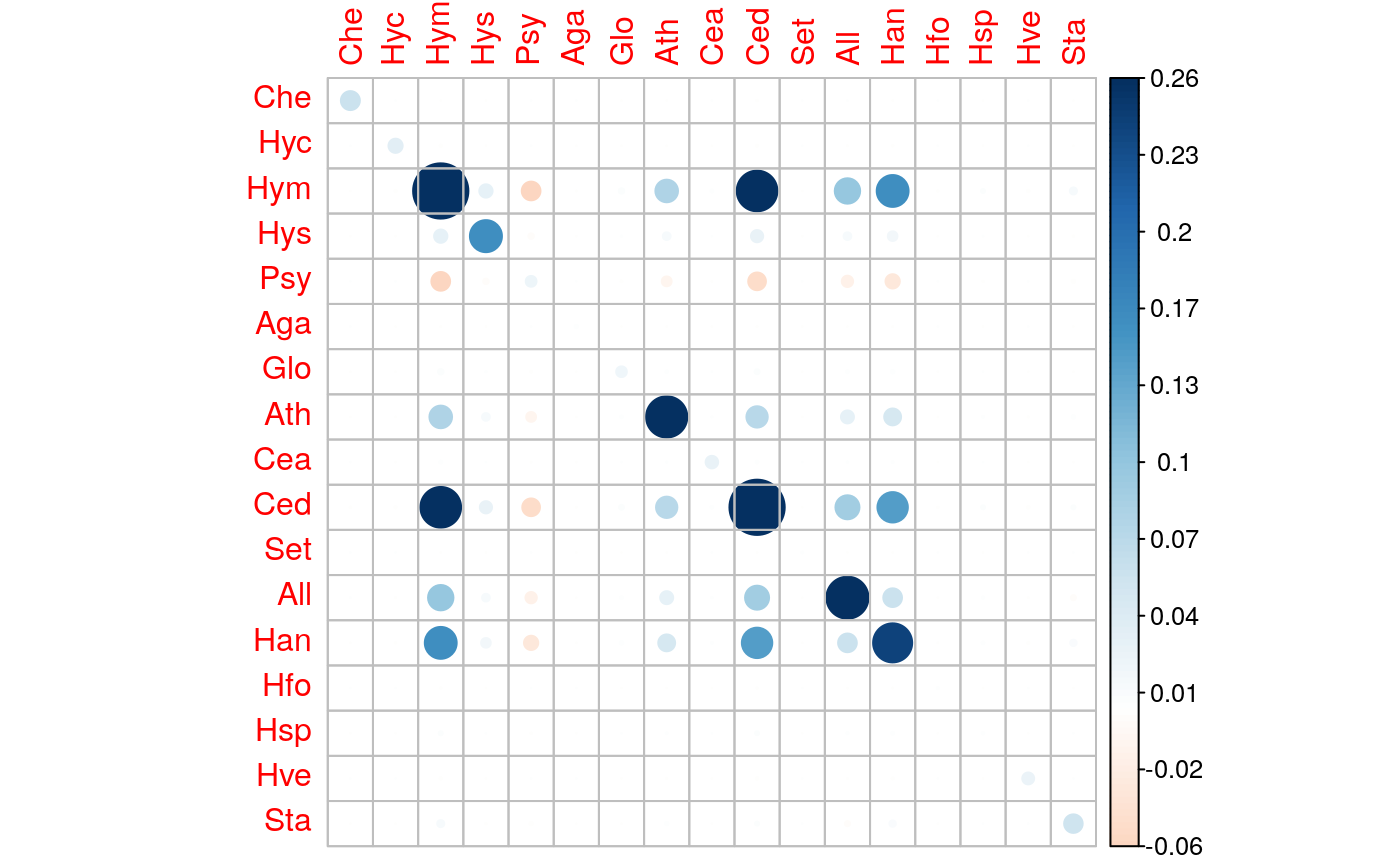 Che Hyc Hym Hys Psy Aga Glo Ath Cea Ced Set All Han Hfo Hsp Hve Sta
Che
Hyc
Hym
Hys
Psy
Aga
Glo
Ath
Cea
Ced
Set
All
Han
Hfo
Hsp
Hve
Sta
0.26
0.23
0.2
0.17
0.13
0.1
0.07
0.04
0.01
-0.02
-0.06